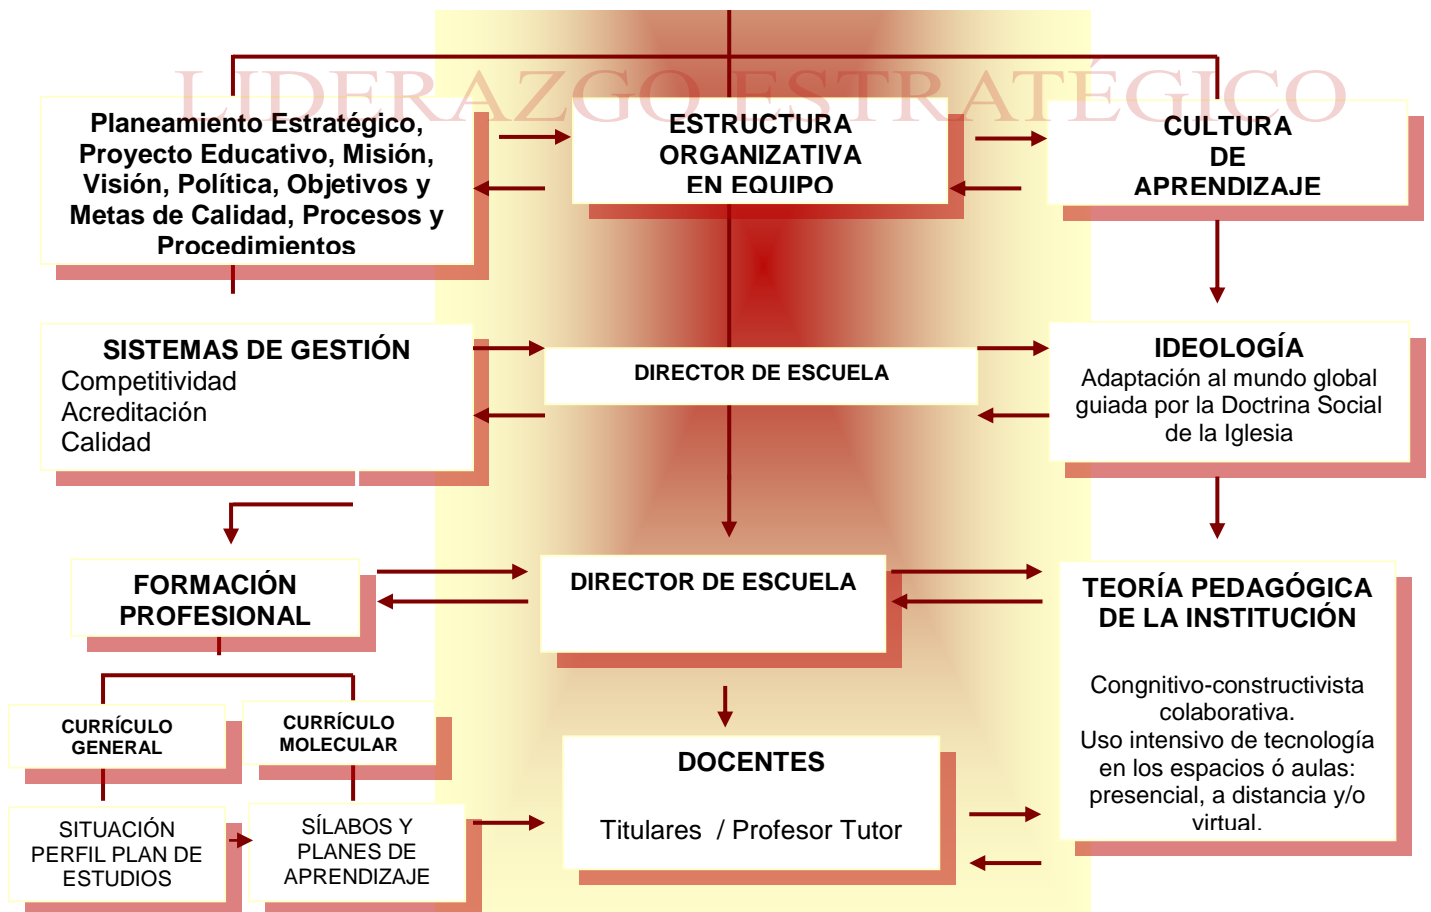 LIDERAZGO ESTRATÉGICO
Planeamiento Estratégico,
Proyecto Educativo, Misión,
Visión, Política, Objetivos y
Metas de Calidad, Procesos y
Procedimientos
ESTRUCTURA
ORGANIZATIVA
EN EQUIPO
CULTURA
DE
APRENDIZAJE
SISTEMAS DE GESTIÓN
Competitividad
Acreditación
Calidad
DIRECTOR DE ESCUELA
IDEOLOGÍA
Adaptación al mundo global
guiada por la Doctrina Social
de la Iglesia
FORMACIÓN
PROFESIONAL
DIRECTOR DE ESCUELA
TEORÍA PEDAGÓGICA
DE LA INSTITUCIÓN
Congnitivo-constructivista
colaborativa.
Uso intensivo de tecnología
en los espacios ó aulas:
presencial, a distancia y/o
virtual.
CURRÍCULO
GENERAL
CURRÍCULO
MOLECULAR
DOCENTES
Titulares / Profesor Tutor
SITUACIÓN
PERFIL PLAN DE
ESTUDIOS
SÍLABOS Y
PLANES DE
APRENDIZAJE